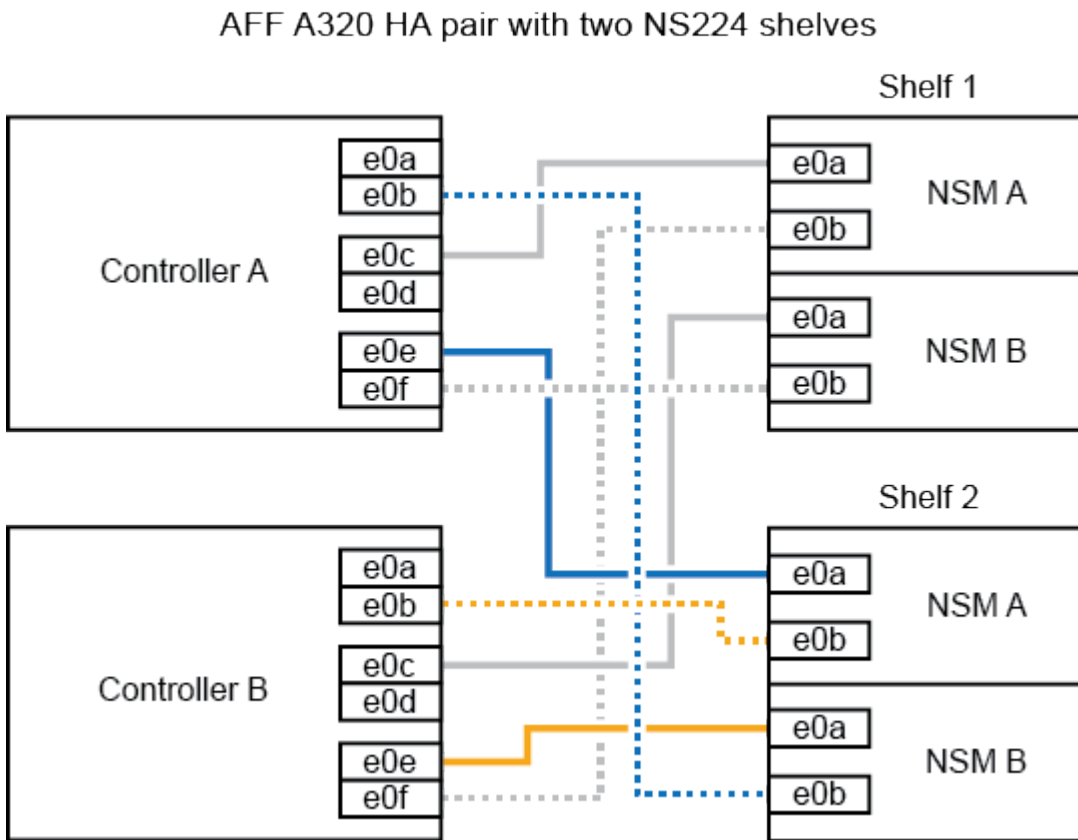 AFF A320 HA pair with two NS224 shelves
Controller A
e0a
e0b
e0c
e0d
e0e
e0f
Shelf 1
e0a
e0b
NSM A
e0a
e0b
NSM B
Controller B
e0a
e0b
e0c
e0d
e0e
e0f
Shelf 2
e0a
e0b
NSM A
e0a
e0b
NSM B